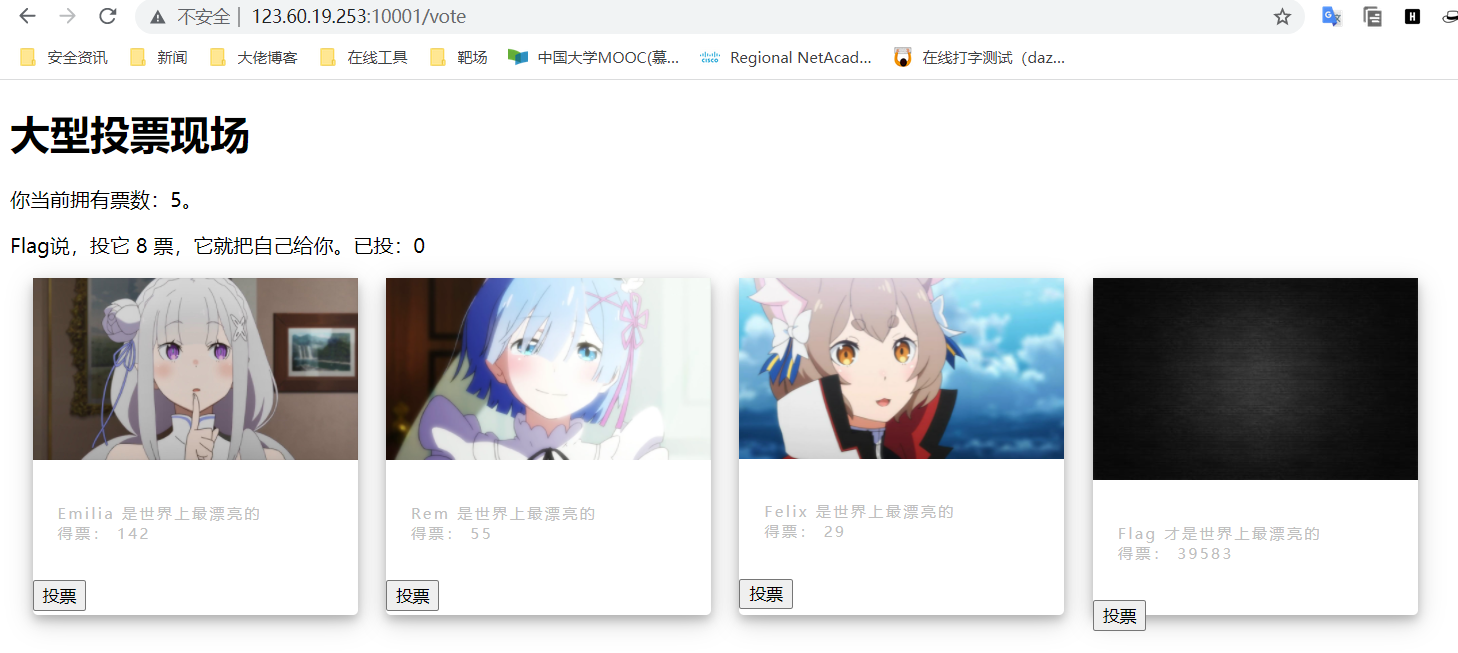 不安全 | 123.60.19.253:10001/vote
安全资讯 新闻 大佬博客 在线工具 靶场 中国大学MOOC(慕... Regional NetAcad... 在线打字测试（daz...
大型投票现场
你当前拥有票数：5。
Flag说，投它 8 票，它就把自己给你。已投：0
Emilia 是世界上最漂亮的
得票： 142
投票
Rem 是世界上最漂亮的
得票： 55
投票
Felix 是世界上最漂亮的
得票： 29
投票
Flag 才是世界上最漂亮的
得票： 39583
投票